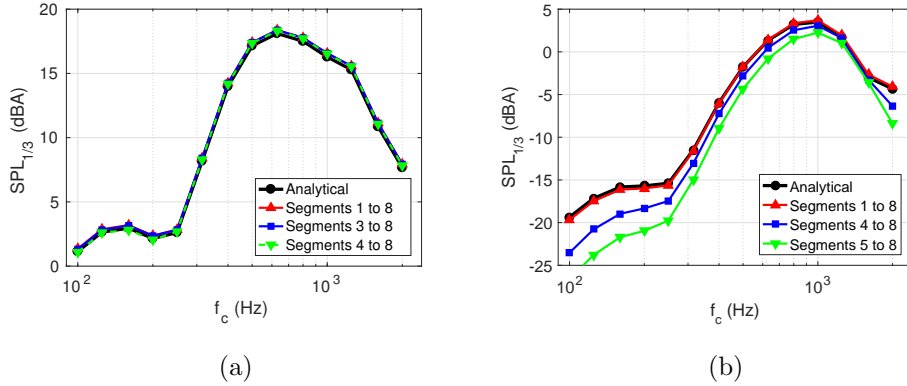 20
15
10
5
0
SPL1/3 (dBA)
10^2
10^3
f_c (Hz)
Analytical
Segments 1 to 8
Segments 3 to 8
Segments 4 to 8
(a)
5
0
-5
-10
-15
-20
-25
SPL1/3 (dBA)
10^2
10^3
f_c (Hz)
Analytical
Segments 1 to 8
Segments 4 to 8
Segments 5 to 8
(b)